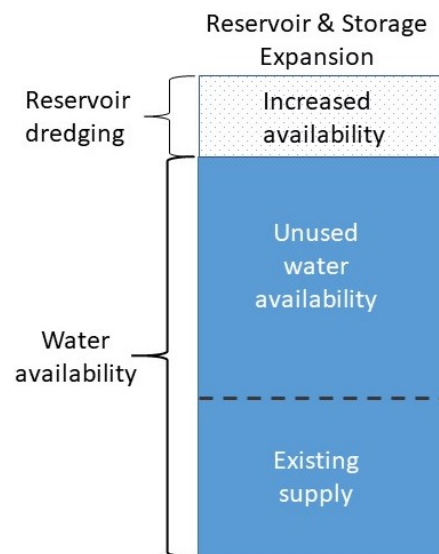 Reservoir & Storage
Expansion
Reservoir
dredging
Increased
availability
Unused
water
availability
Water
availability
Existing
supply